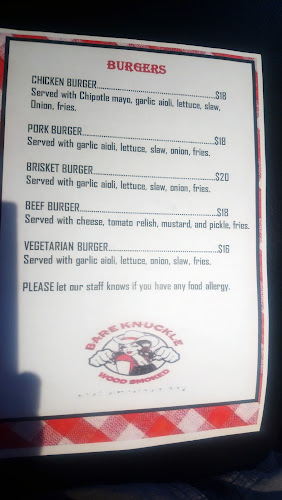 BURGERS
CHICKEN BURGER..................................................$18
Served with Chipotle mayo, garlic aioli, lettuce, slaw,
Onion, fries.
PORK BURGER.....................................................$18
Served with garlic aioli, lettuce, slaw, onion, fries.
BRISKET BURGER..................................................$20
Served with garlic aioli, lettuce, slaw, onion, fries.
BEEF BURGER.....................................................$18
Served with cheese, tomato relish, mustard, and pickle, fries.
VEGETARIAN BURGER...........................................$16
Served with garlic aioli, lettuce, onion, slaw, fries.
PLEASE let our staff knows if you have any food allergy.
BARE KNUCKLE
WOOD SMOKED